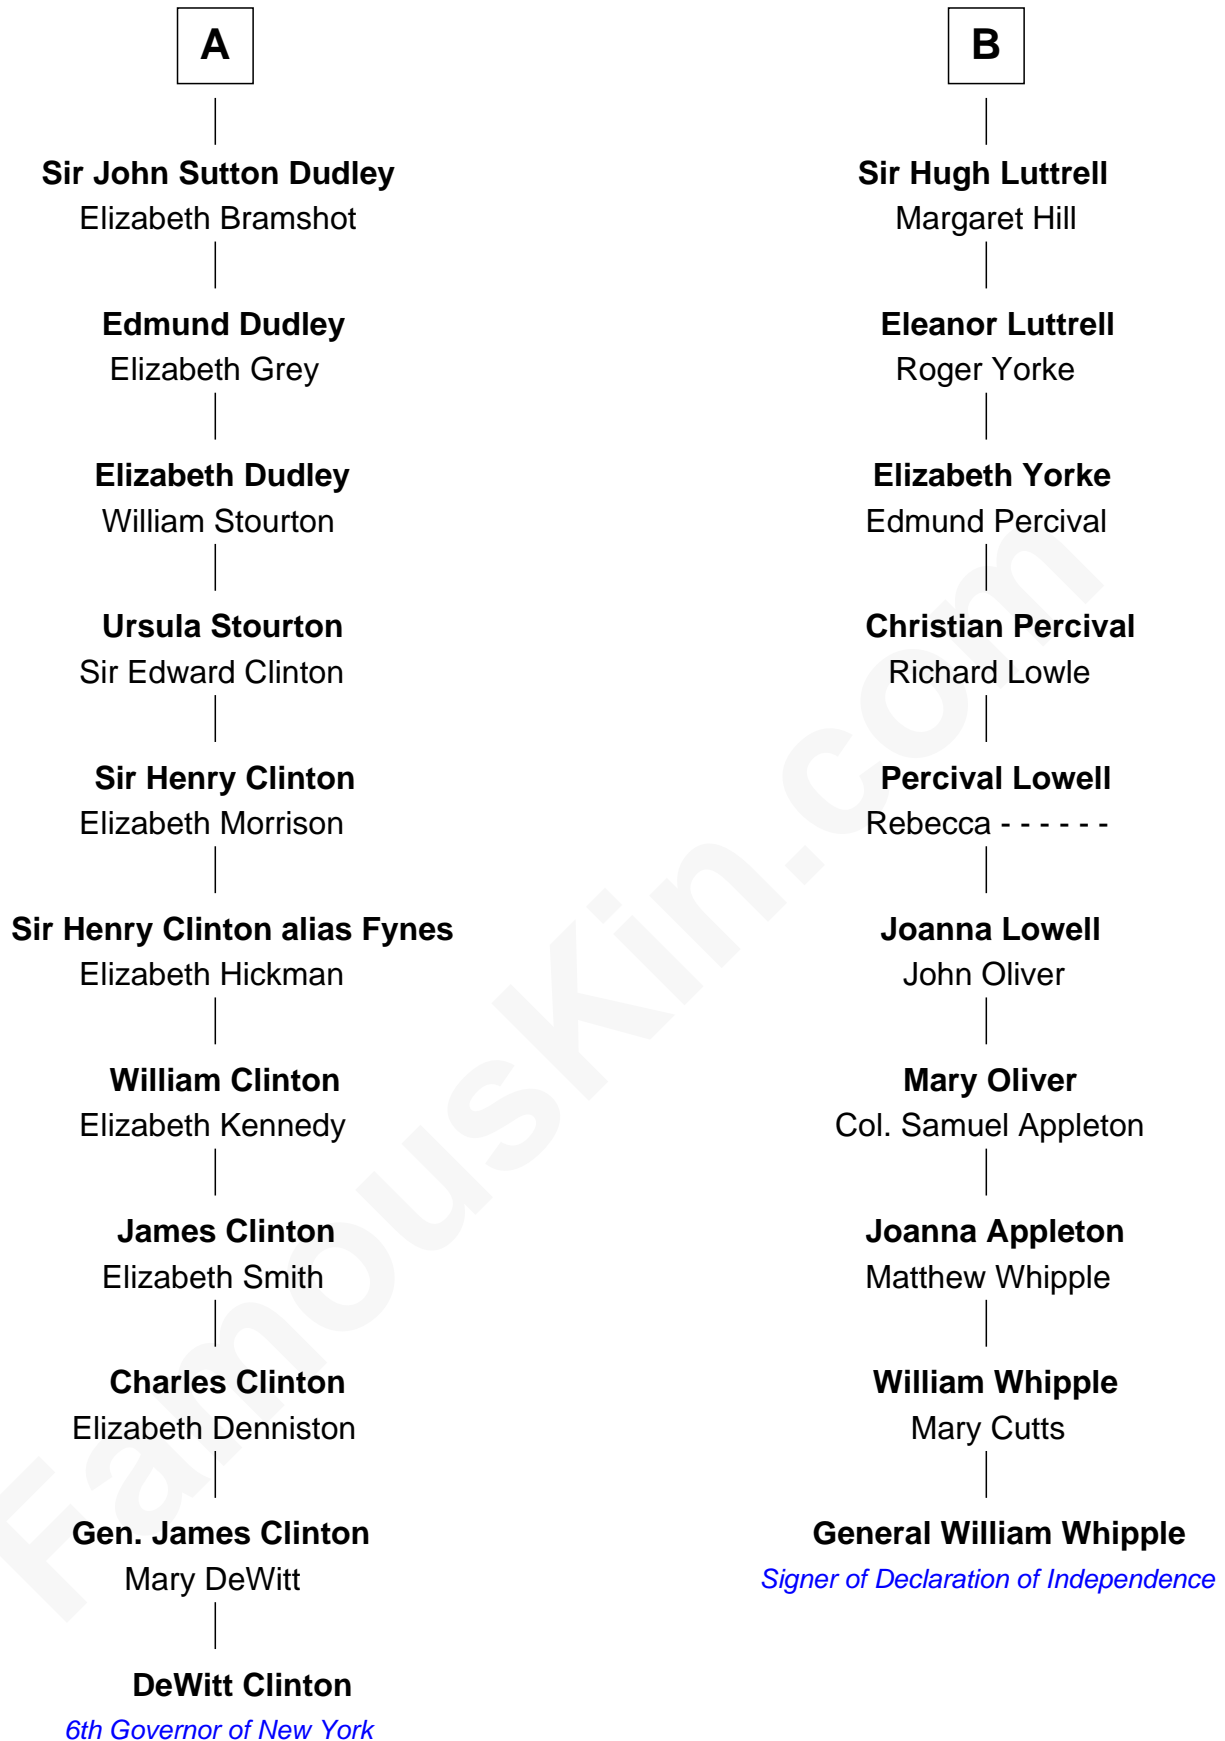 A
Sir John Sutton Dudley
Elizabeth Bramshot
Edmund Dudley
Elizabeth Grey
Elizabeth Dudley
William Stourton
Ursula Stourton
Sir Edward Clinton
Sir Henry Clinton
Elizabeth Morrison
Sir Henry Clinton alias Fynes
Elizabeth Hickman
William Clinton
Elizabeth Kennedy
James Clinton
Elizabeth Smith
Charles Clinton
Elizabeth Denniston
Gen. James Clinton
Mary DeWitt
DeWitt Clinton
6th Governor of New York
B
Sir Hugh Luttrell
Margaret Hill
Eleanor Luttrell
Roger Yorke
Elizabeth Yorke
Edmund Percival
Christian Percival
Richard Lowle
Percival Lowell
Rebecca - - - - - -
Joanna Lowell
John Oliver
Mary Oliver
Col. Samuel Appleton
Joanna Appleton
Matthew Whipple
William Whipple
Mary Cutts
General William Whipple
Signer of Declaration of Independence
FamousKin.com